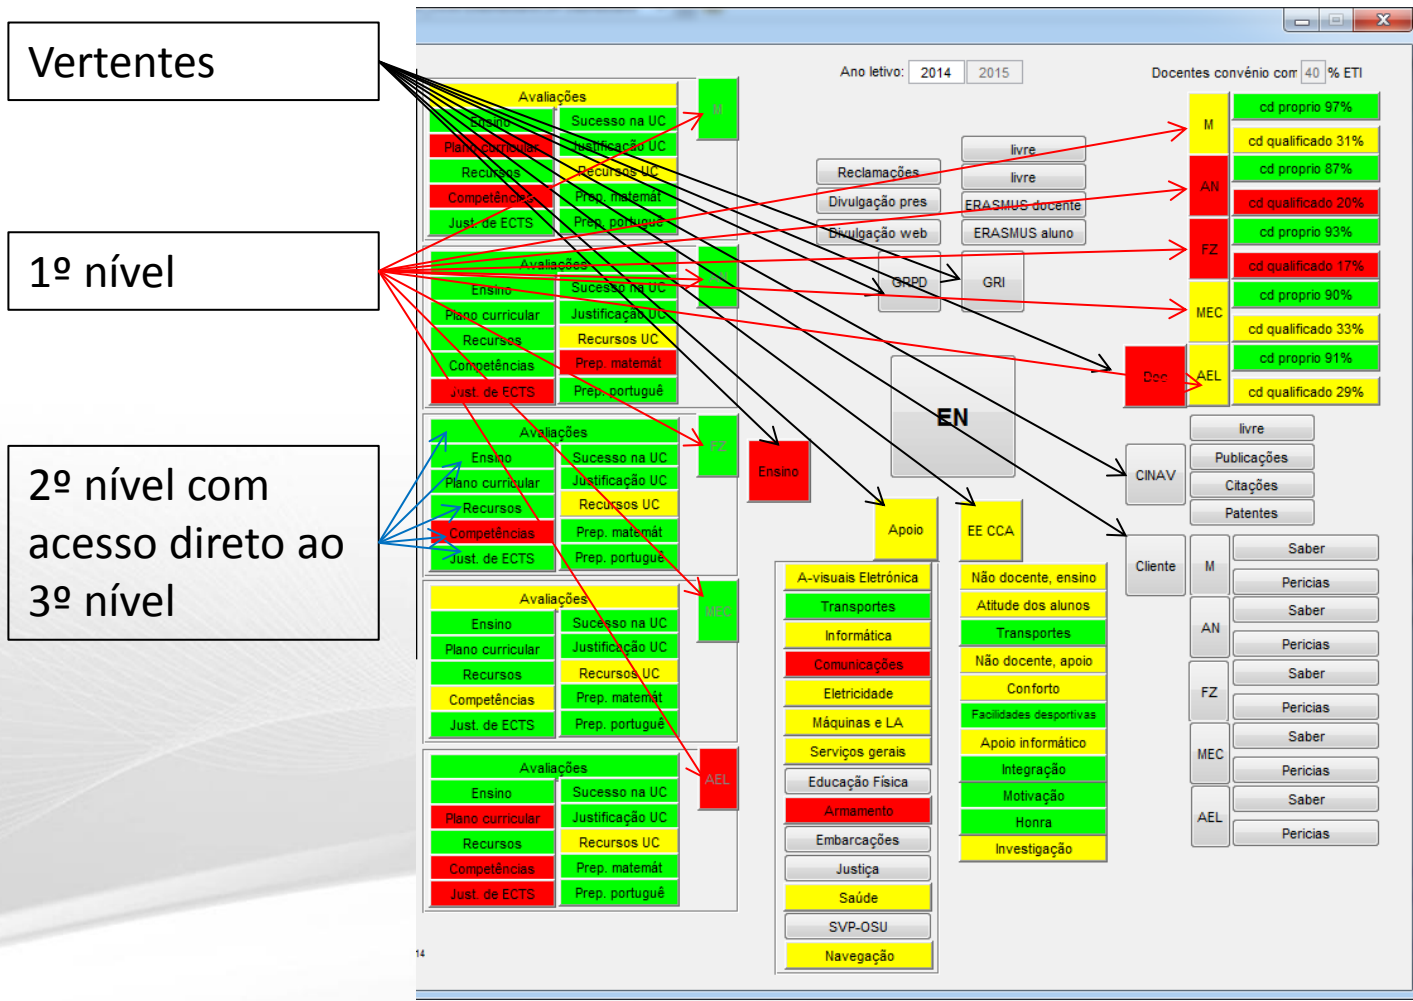 Vertentes
1º nível
2º nível com
acesso direto ao
3º nível
Ano letivo: 2014 2015
Docentes convénio com 40 % ETI
Avaliações
M
Ensino
Sucesso na UC
Plano curricular
Justificação UC
Recursos
Recursos UC
Competências
Prep. matemát
Just. de ECTS
Prep. portuguê
Avaliações
Ensino
Sucesso na UC
Plano curricular
Justificação UC
Recursos
Recursos UC
Competências
Prep. matemát
Just. de ECTS
Prep. portuguê
Avaliações
FZ
Ensino
Sucesso na UC
Plano curricular
Justificação UC
Recursos
Recursos UC
Competências
Prep. matemát
Just. de ECTS
Prep. portuguê
Avaliações
MEC
Ensino
Sucesso na UC
Plano curricular
Justificação UC
Recursos
Recursos UC
Competências
Prep. matemát
Just. de ECTS
Prep. portuguê
Avaliações
AEL
Ensino
Sucesso na UC
Plano curricular
Justificação UC
Recursos
Recursos UC
Competências
Prep. matemát
Just. de ECTS
Prep. portuguê
14
Reclamações
Divulgação pres
Divulgação web
GRPD
livre
livre
ERASMUS docente
ERASMUS aluno
GRI
EN
Ensino
Apoio
A-visuais Eletrónica
Transportes
Informática
Comunicações
Eletricidade
Máquinas e LA
Serviços gerais
Educação Física
Armamento
Embarcações
Justiça
Saúde
SVP-OSU
Navegação
EE CCA
Não docente, ensino
Atitude dos alunos
Transportes
Não docente, apoio
Conforto
Facilidades desportivas
Apoio informático
Integração
Motivação
Honra
Investigação
Doc
M
cd proprio 97%
cd qualificado 31%
AN
cd proprio 87%
cd qualificado 20%
FZ
cd proprio 93%
cd qualificado 17%
MEC
cd proprio 90%
cd qualificado 33%
AEL
cd proprio 91%
cd qualificado 29%
CINAV
livre
Publicações
Citações
Patentes
Cliente
M
Saber
Pericias
AN
Saber
Pericias
FZ
Saber
Pericias
MEC
Saber
Pericias
AEL
Saber
Pericias